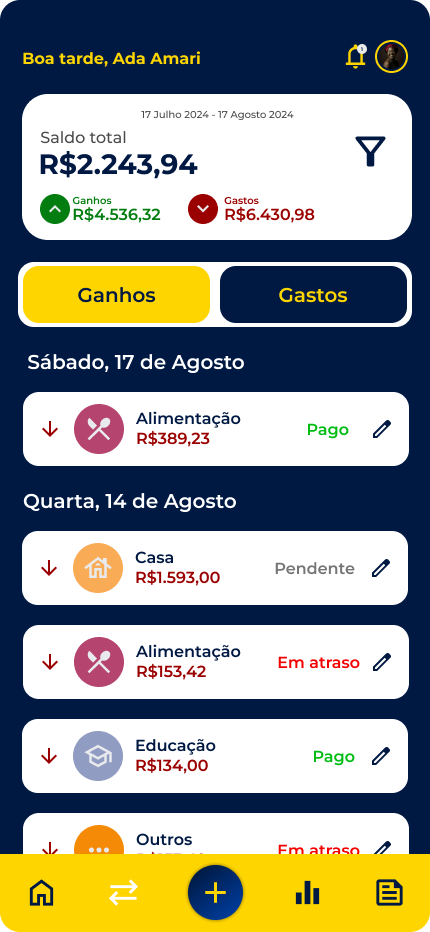 Boa tarde, Ada Amari
17 Julho 2024 - 17 Agosto 2024
Saldo total
R$2.243,94
Ganhos
R$4.536,32
Gastos
R$6.430,98
Ganhos
Gastos
Sábado, 17 de Agosto
Alimentação
R$389,23
Pago
Quarta, 14 de Agosto
Casa
R$1.593,00
Pendente
Alimentação
R$153,42
Em atraso
Educação
R$134,00
Pago
Outros
Em atraso